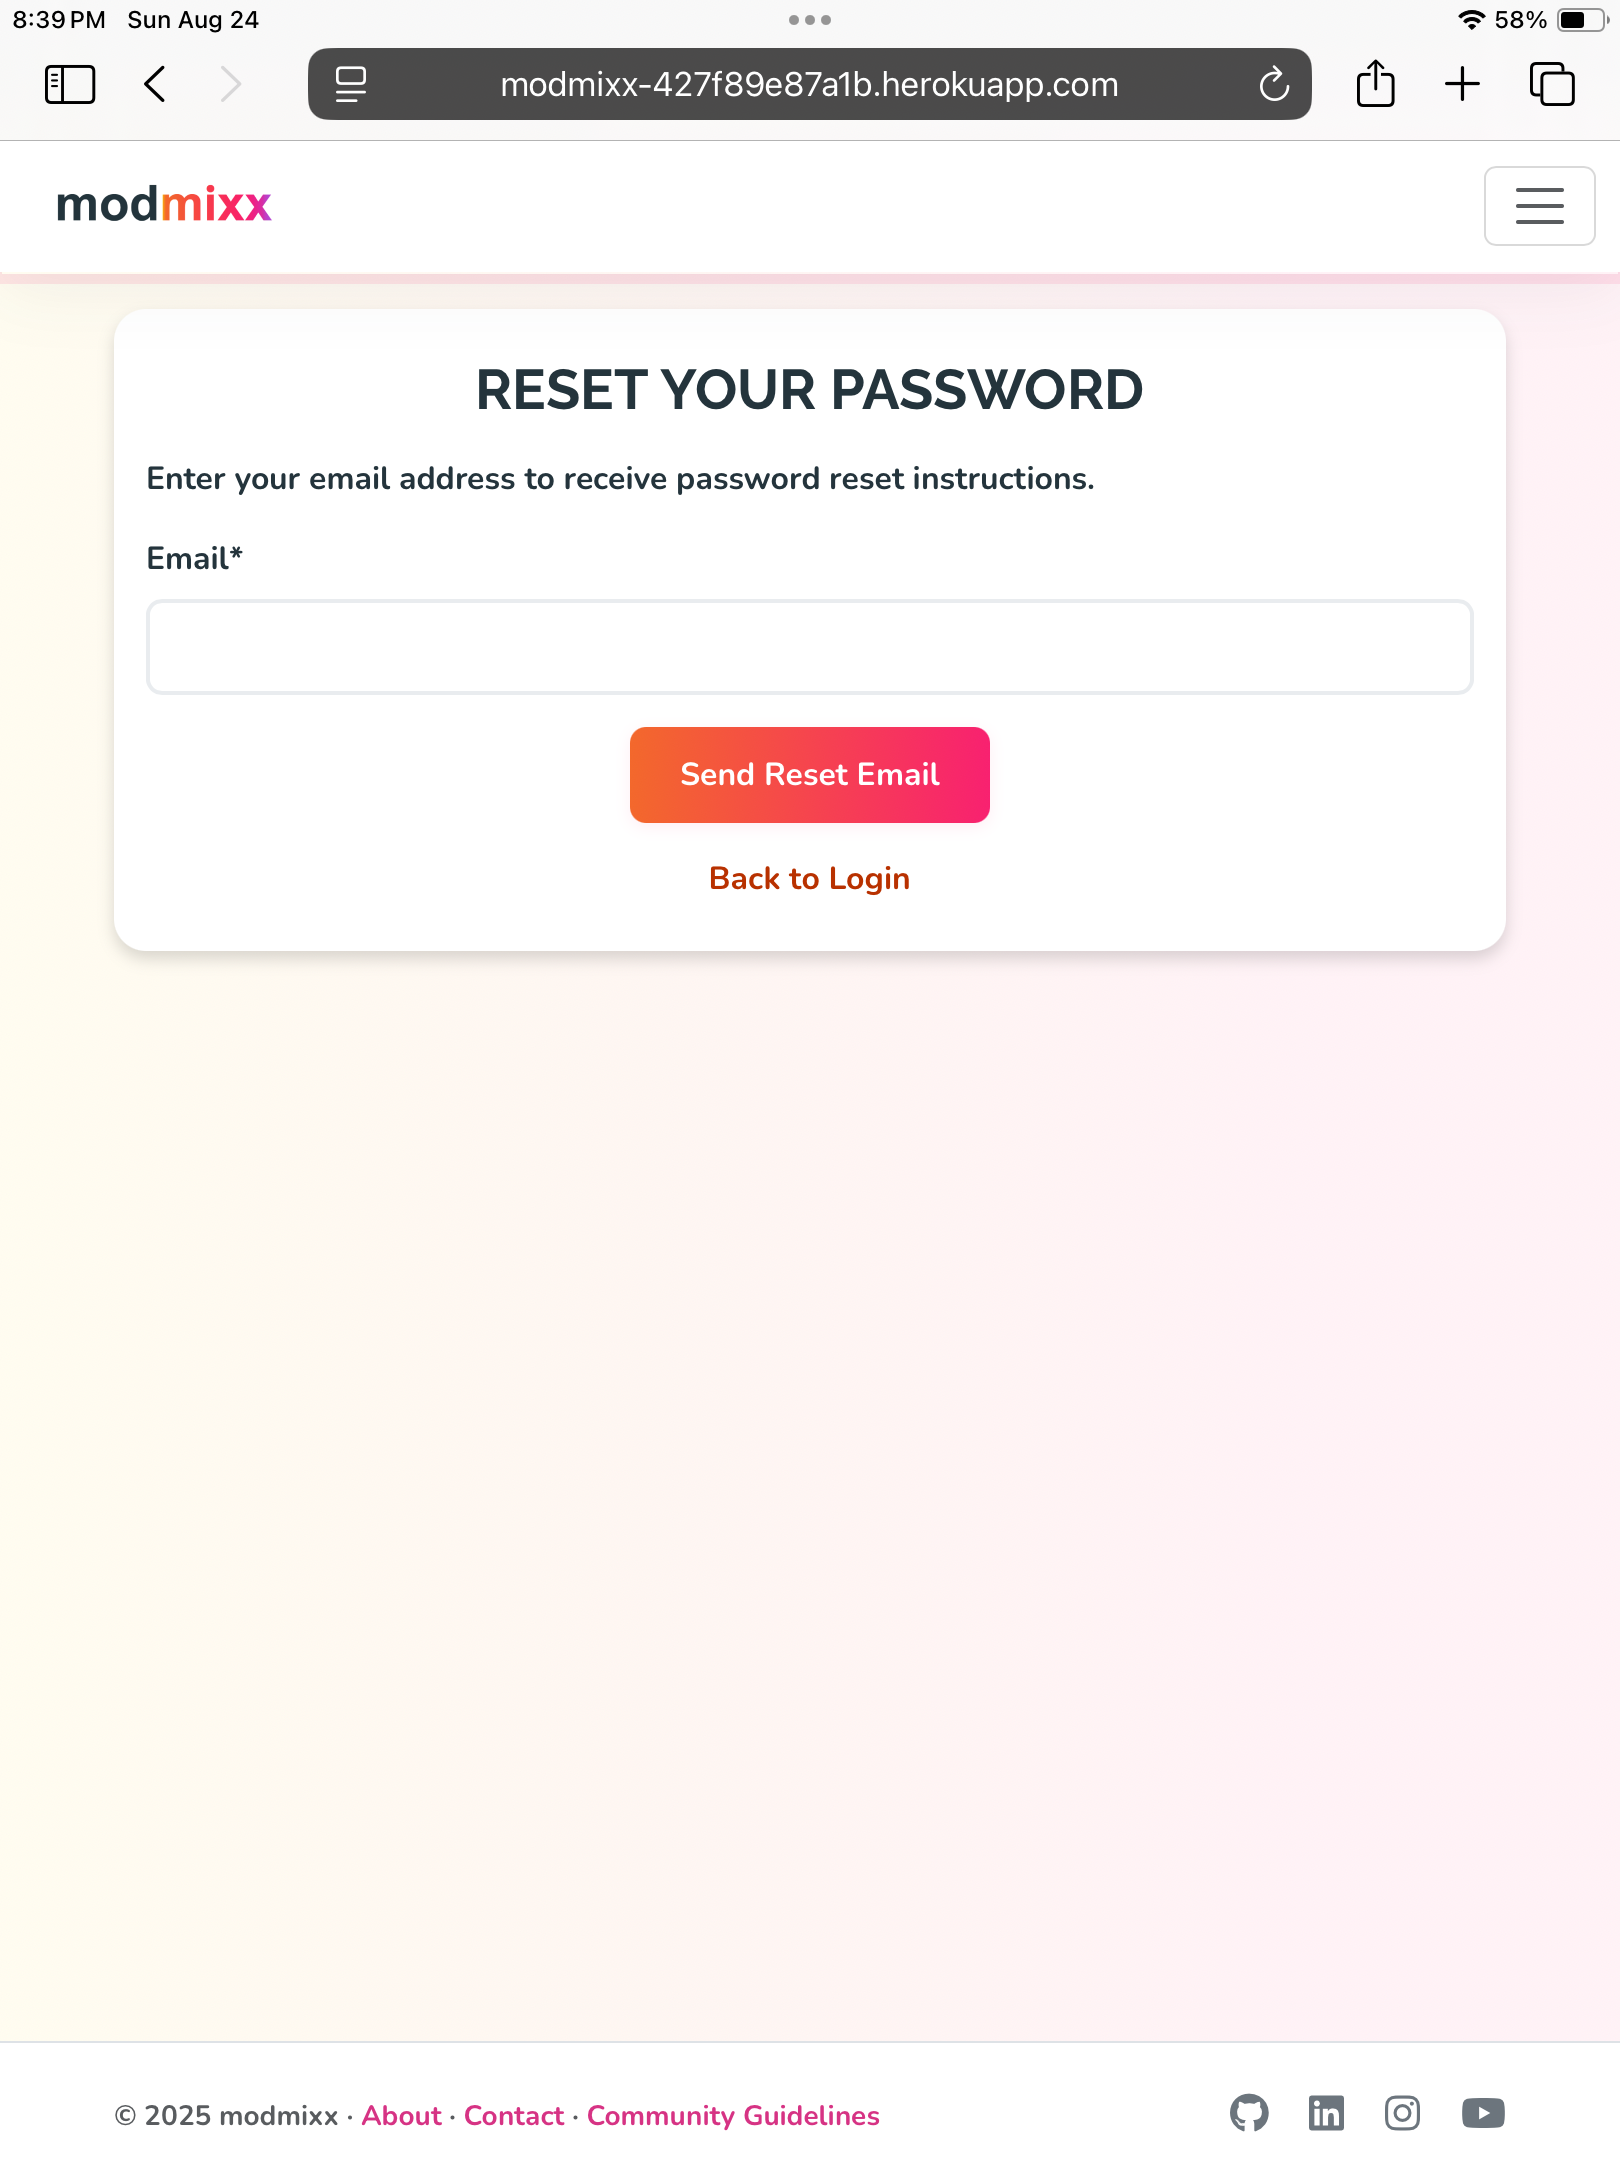 8:39 PM Sun Aug 24
58%
modmixx-427f89e87a1b.herokuapp.com
modmixx
RESET YOUR PASSWORD
Enter your email address to receive password reset instructions.
Email*
Send Reset Email
Back to Login
© 2025 modmixx · About · Contact · Community Guidelines